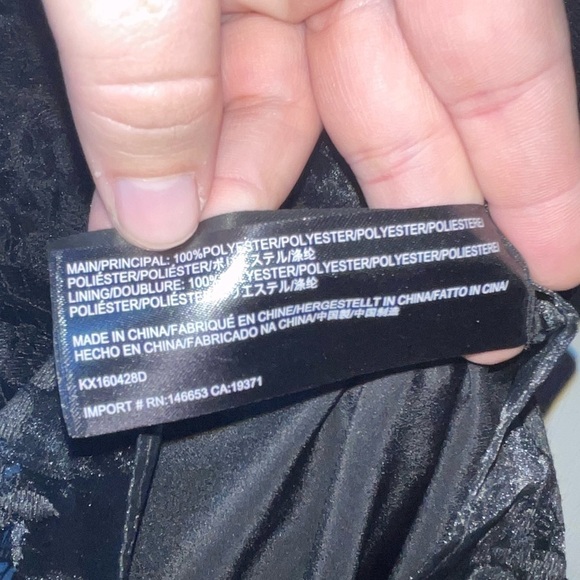 MAIN/PRINCIPAL: 100%POLYESTER/POLYESTER/POLYESTER/POLIESTERE/
POLIÉSTER/POLIÉSTER/ポリエステル/涤纶
LINING/DOUBLURE: 100%POLYESTER/POLYESTER/POLYESTER/POLIESTERE/
POLIÉSTER/POLIÉSTER/ポリエステル/涤纶
MADE IN CHINA/FABRIQUÉ EN CHINE/HERGESTELLT IN CHINA/FATTO IN CINA/
HECHO EN CHINA/FABRICADO NA CHINA/中国製/中国制造
KX160428D
IMPORT # RN:146653 CA:19371